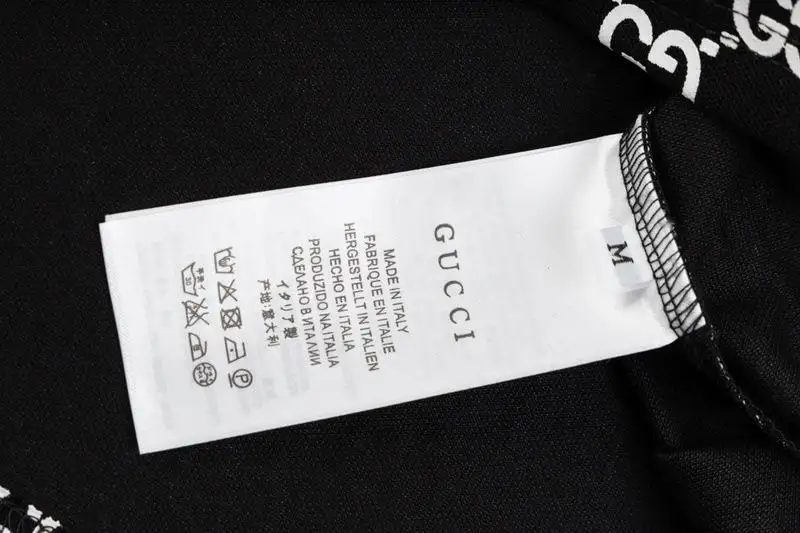 M
GUCCI
MADE IN ITALY
FABRIQUE EN ITALIE
HERGESTELLT IN ITALIEN
HECHO EN ITALIA
PRODUZIDO NA ITALIA
СДЕЛАНО В ИТАЛИИ
イタリア製
产地:意大利